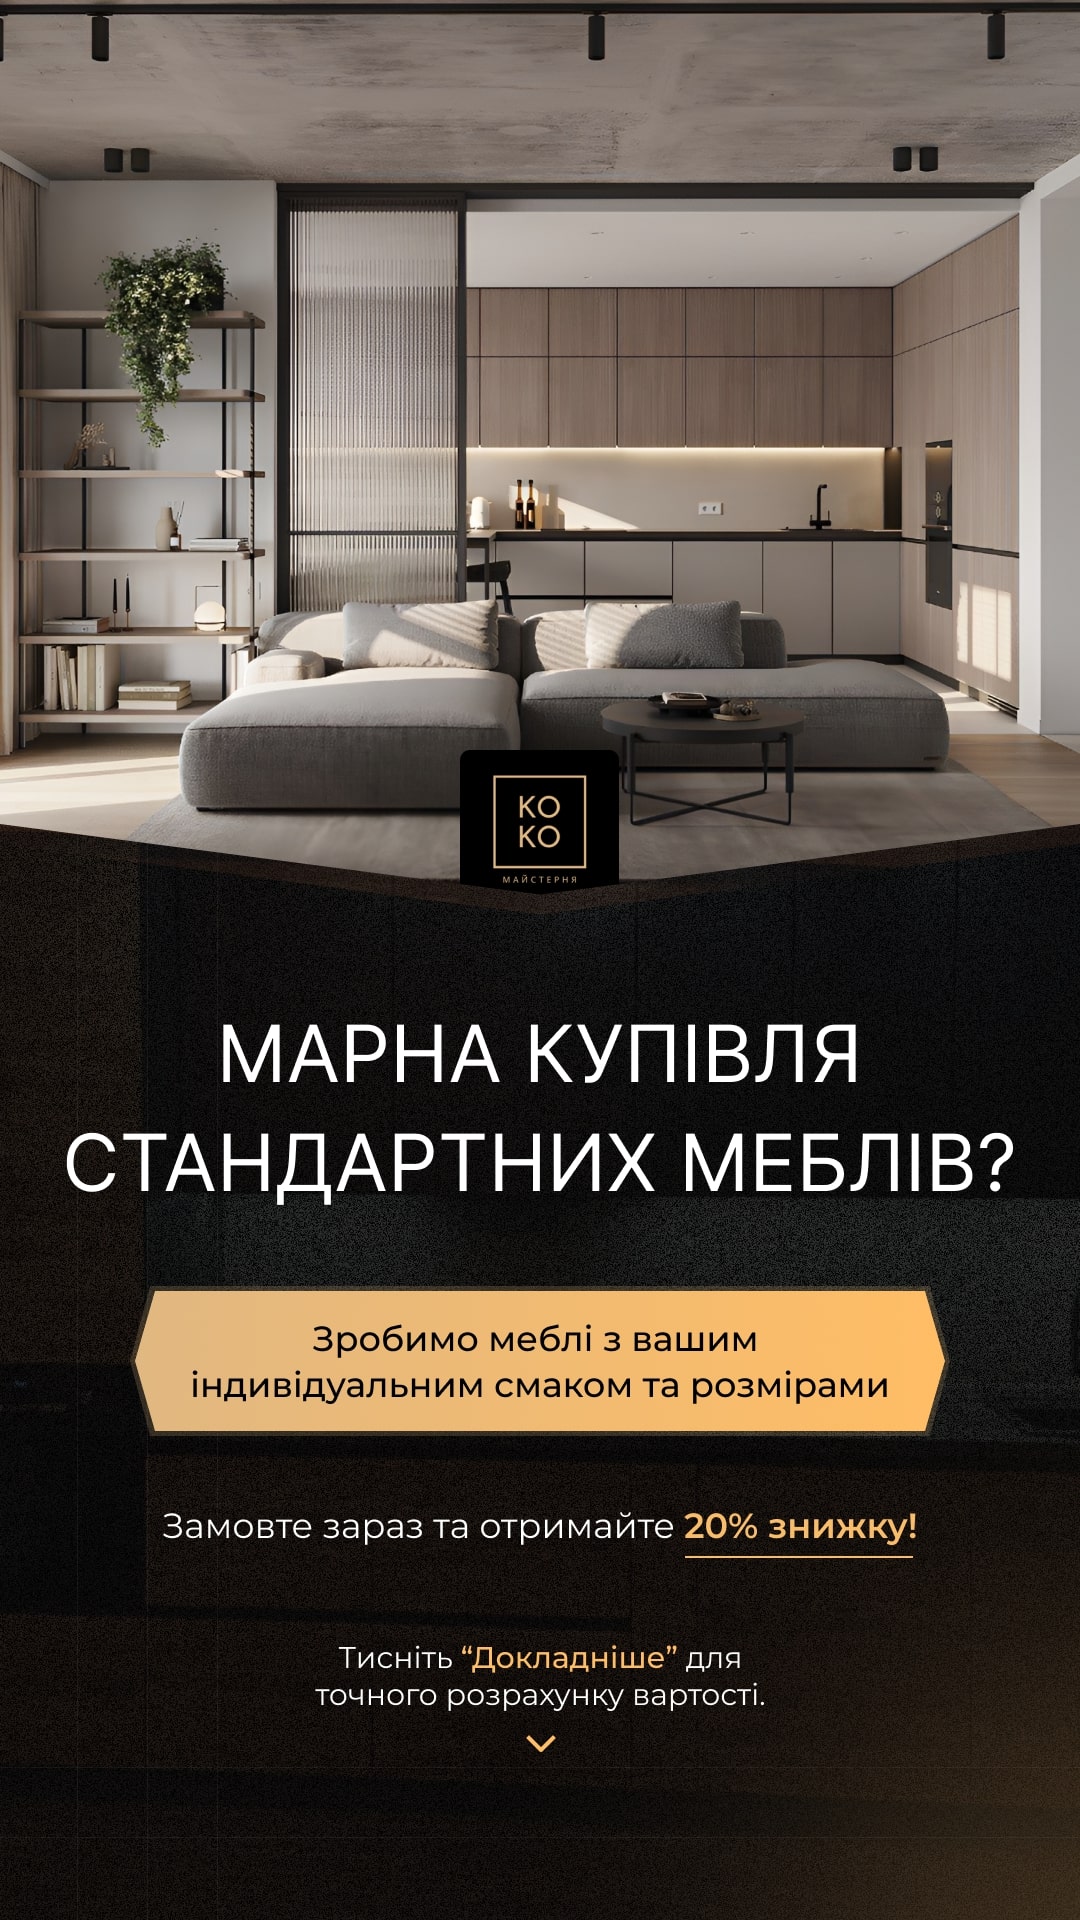 КО
КО
МАЙСТЕРНЯ
МАРНА КУПІВЛЯ
СТАНДАРТНИХ МЕБЛІВ?
Зробимо меблі з вашим
індивідуальним смаком та розмірами
Замовте зараз та отримайте 20% знижку!
Тисніть “Докладніше” для
точного розрахунку вартості.